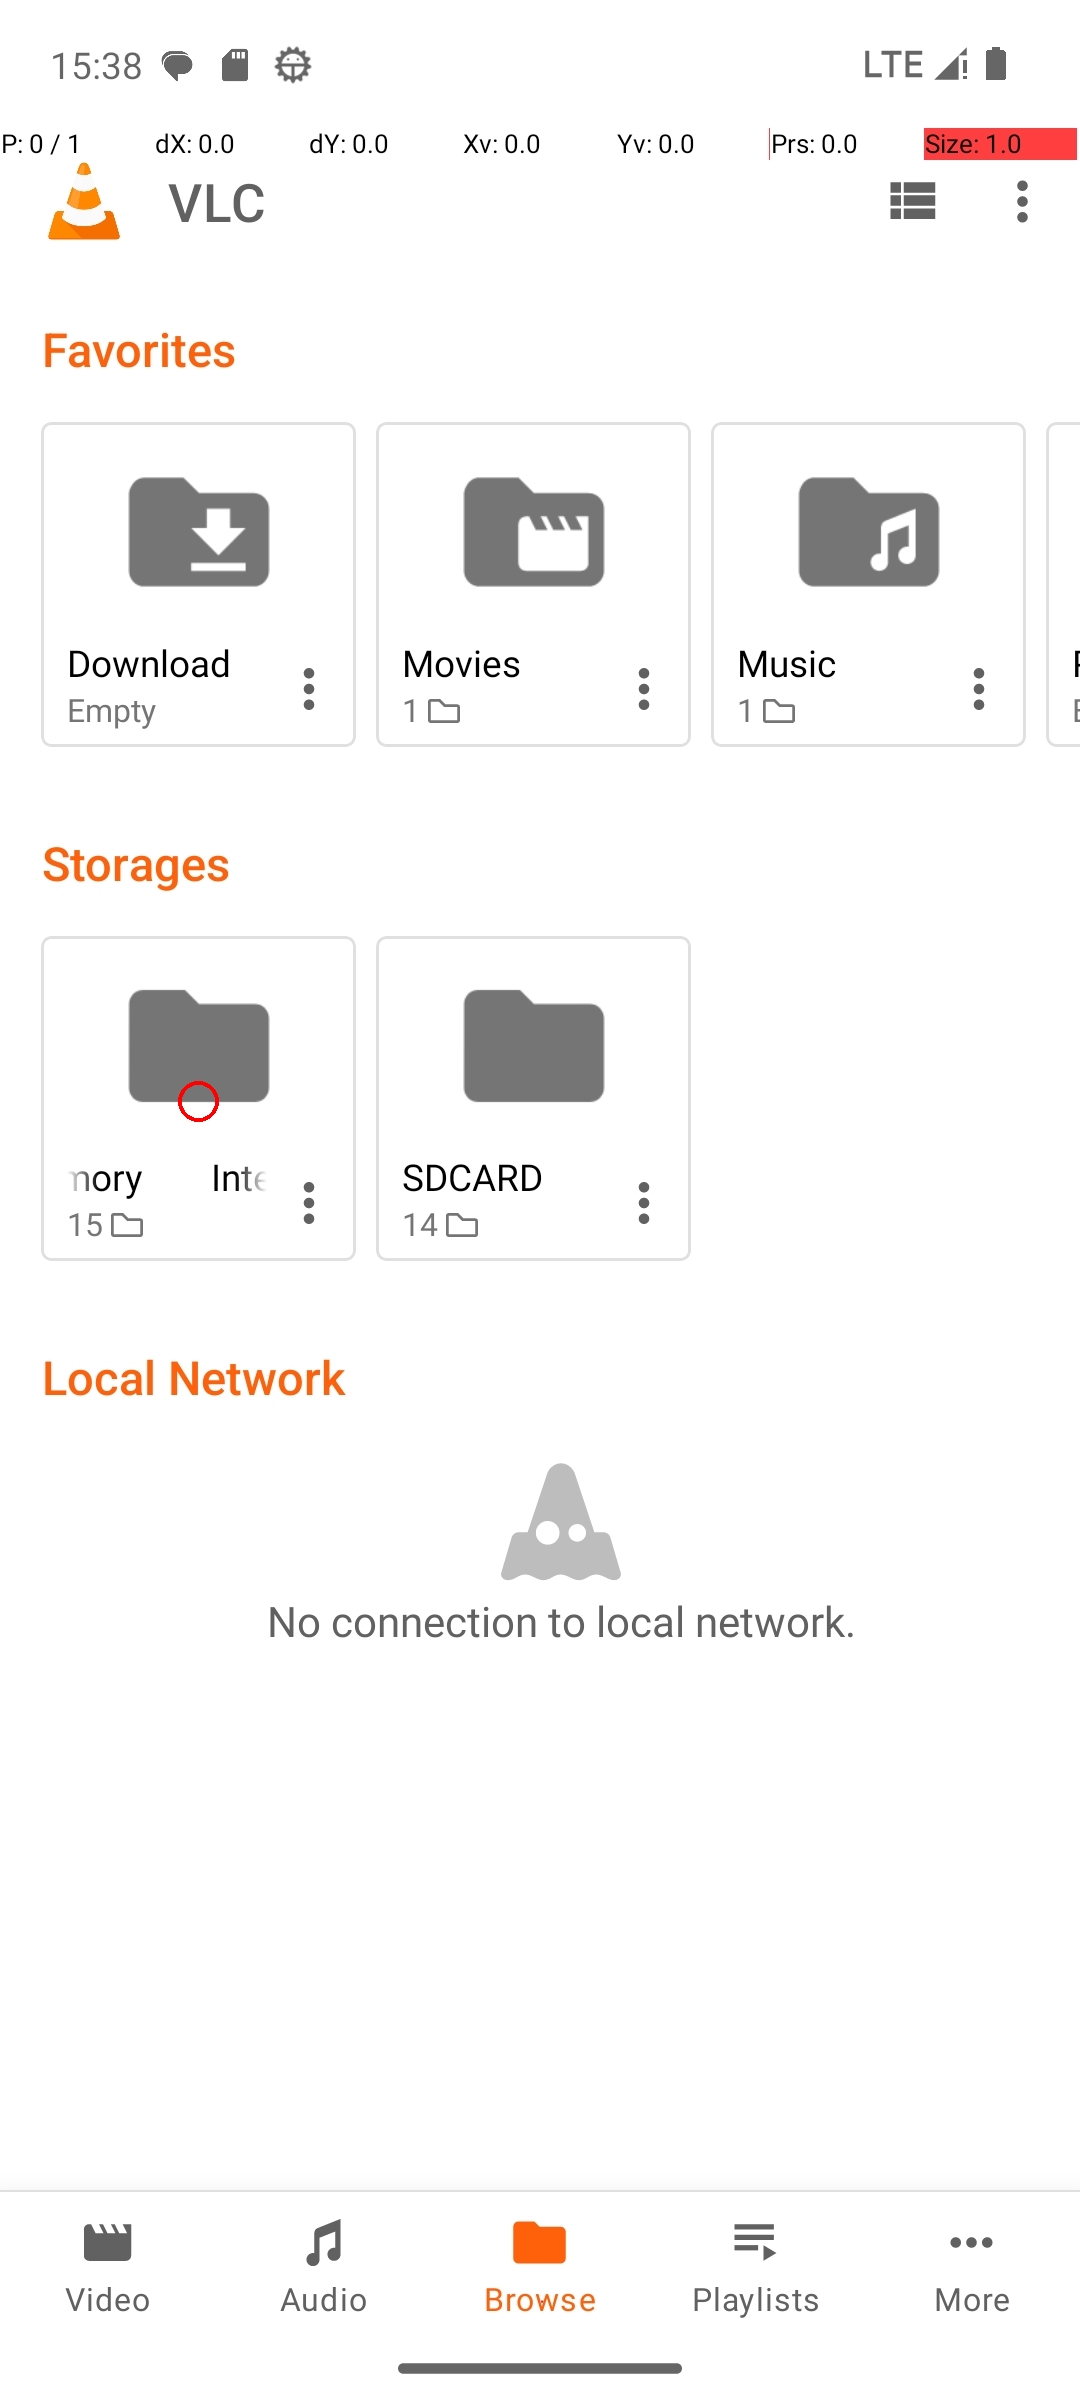 15:38
LTE
P: 0 / 1 dX: 0.0 dY: 0.0 Xv: 0.0 Yv: 0.0 Prs: 0.0 Size: 1.0
VLC
Favorites
Download
Empty
Movies
1
Music
1
Storages
mory Inte
15
SDCARD
14
Local Network
No connection to local network.
Video
Audio
Browse
Playlists
More